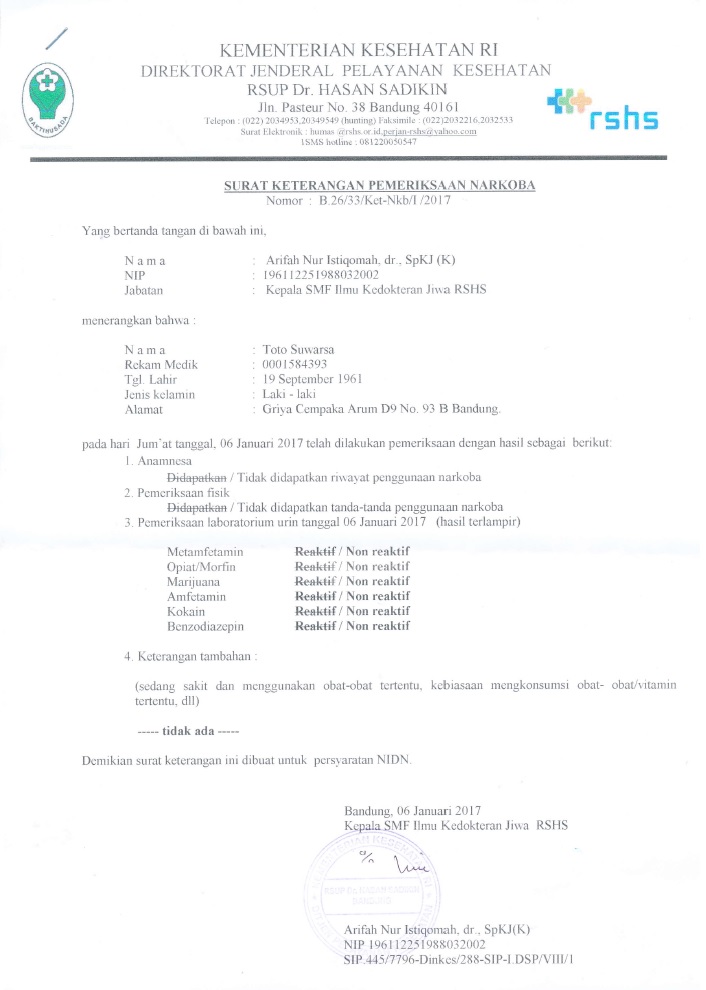 KEMENTERIAN KESEHATAN RI
DIREKTORAT JENDERAL PELAYANAN KESEHATAN
RSUP Dr. HASAN SADIKIN
Jln. Pasteur No. 38 Bandung 40161
Telepon : (022) 2034953,20349549 (hunting) Faksimile : (022)2032216,2032533
Surat Elektronik : humas @rshs.or.id,perjan-rshs@yahoo.com
1SMS hotline : 081220050547
BAKTI HUSADA
rshs
SURAT KETERANGAN PEMERIKSAAN NARKOBA
Nomor : B.26/33/Ket-Nkb/I /2017
Yang bertanda tangan di bawah ini,
N a m a : Arifah Nur Istiqomah, dr., SpKJ (K)
NIP : 196112251988032002
Jabatan : Kepala SMF Ilmu Kedokteran Jiwa RSHS
menerangkan bahwa :
N a m a : Toto Suwarsa
Rekam Medik : 0001584393
Tgl. Lahir : 19 September 1961
Jenis kelamin : Laki - laki
Alamat : Griya Cempaka Arum D9 No. 93 B Bandung.
pada hari Jum'at tanggal, 06 Januari 2017 telah dilakukan pemeriksaan dengan hasil sebagai berikut:
1. Anamnesa
Didapatkan / Tidak didapatkan riwayat penggunaan narkoba
2. Pemeriksaan fisik
Didapatkan / Tidak didapatkan tanda-tanda penggunaan narkoba
3. Pemeriksaan laboratorium urin tanggal 06 Januari 2017 (hasil terlampir)
Metamfetamin Reaktif / Non reaktif
Opiat/Morfin Reaktif / Non reaktif
Marijuana Reaktif / Non reaktif
Amfetamin Reaktif / Non reaktif
Kokain Reaktif / Non reaktif
Benzodiazepin Reaktif / Non reaktif
4. Keterangan tambahan :
(sedang sakit dan menggunakan obat-obat tertentu, kebiasaan mengkonsumsi obat- obat/vitamin
tertentu, dll)
----- tidak ada -----
Demikian surat keterangan ini dibuat untuk persyaratan NIDN.
Bandung, 06 Januari 2017
Kepala SMF Ilmu Kedokteran Jiwa RSHS
KEMENTERIAN KESEHATAN RI
RSUP Dr. HASAN SADIKIN
BANDUNG
Arifah Nur Istiqomah, dr., SpKJ(K)
NIP 196112251988032002
SIP.445/7796-Dinkes/288-SIP-I.DSP/VIII/1